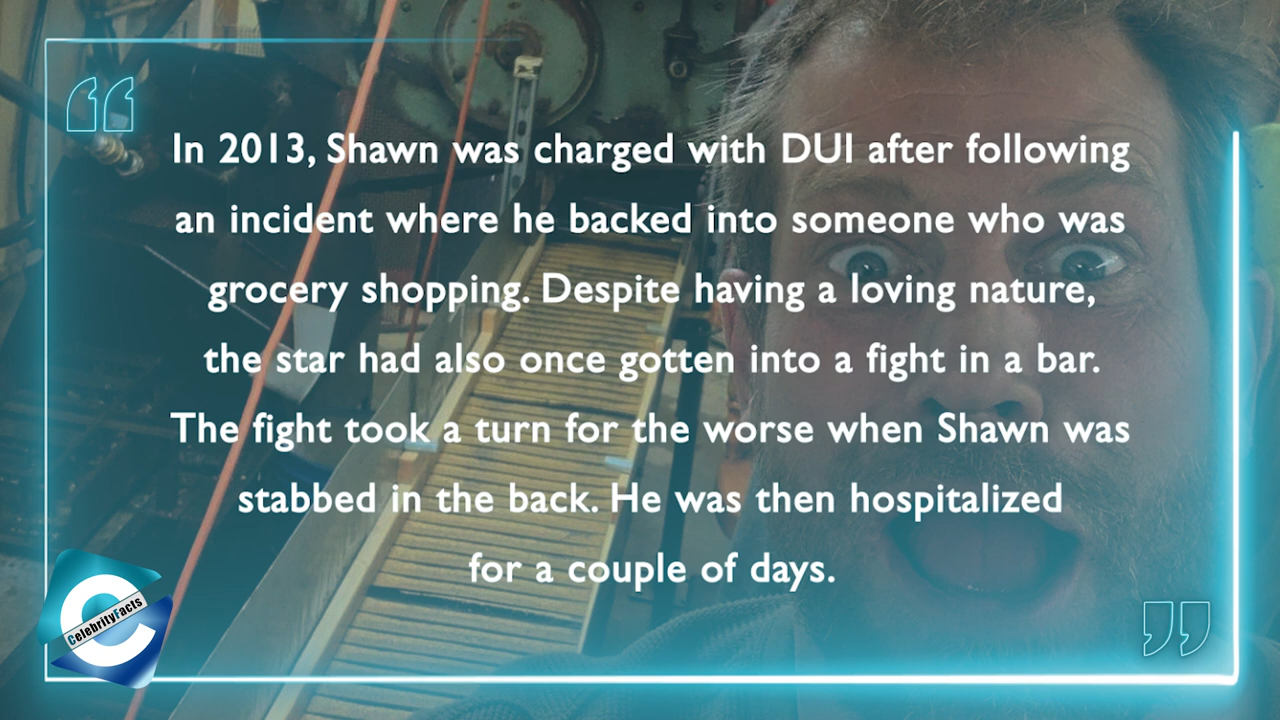 In 2013, Shawn was charged with DUI after following
an incident where he backed into someone who was
grocery shopping. Despite having a loving nature,
the star had also once gotten into a fight in a bar.
The fight took a turn for the worse when Shawn was
stabbed in the back. He was then hospitalized
for a couple of days.
CelebrityFacts